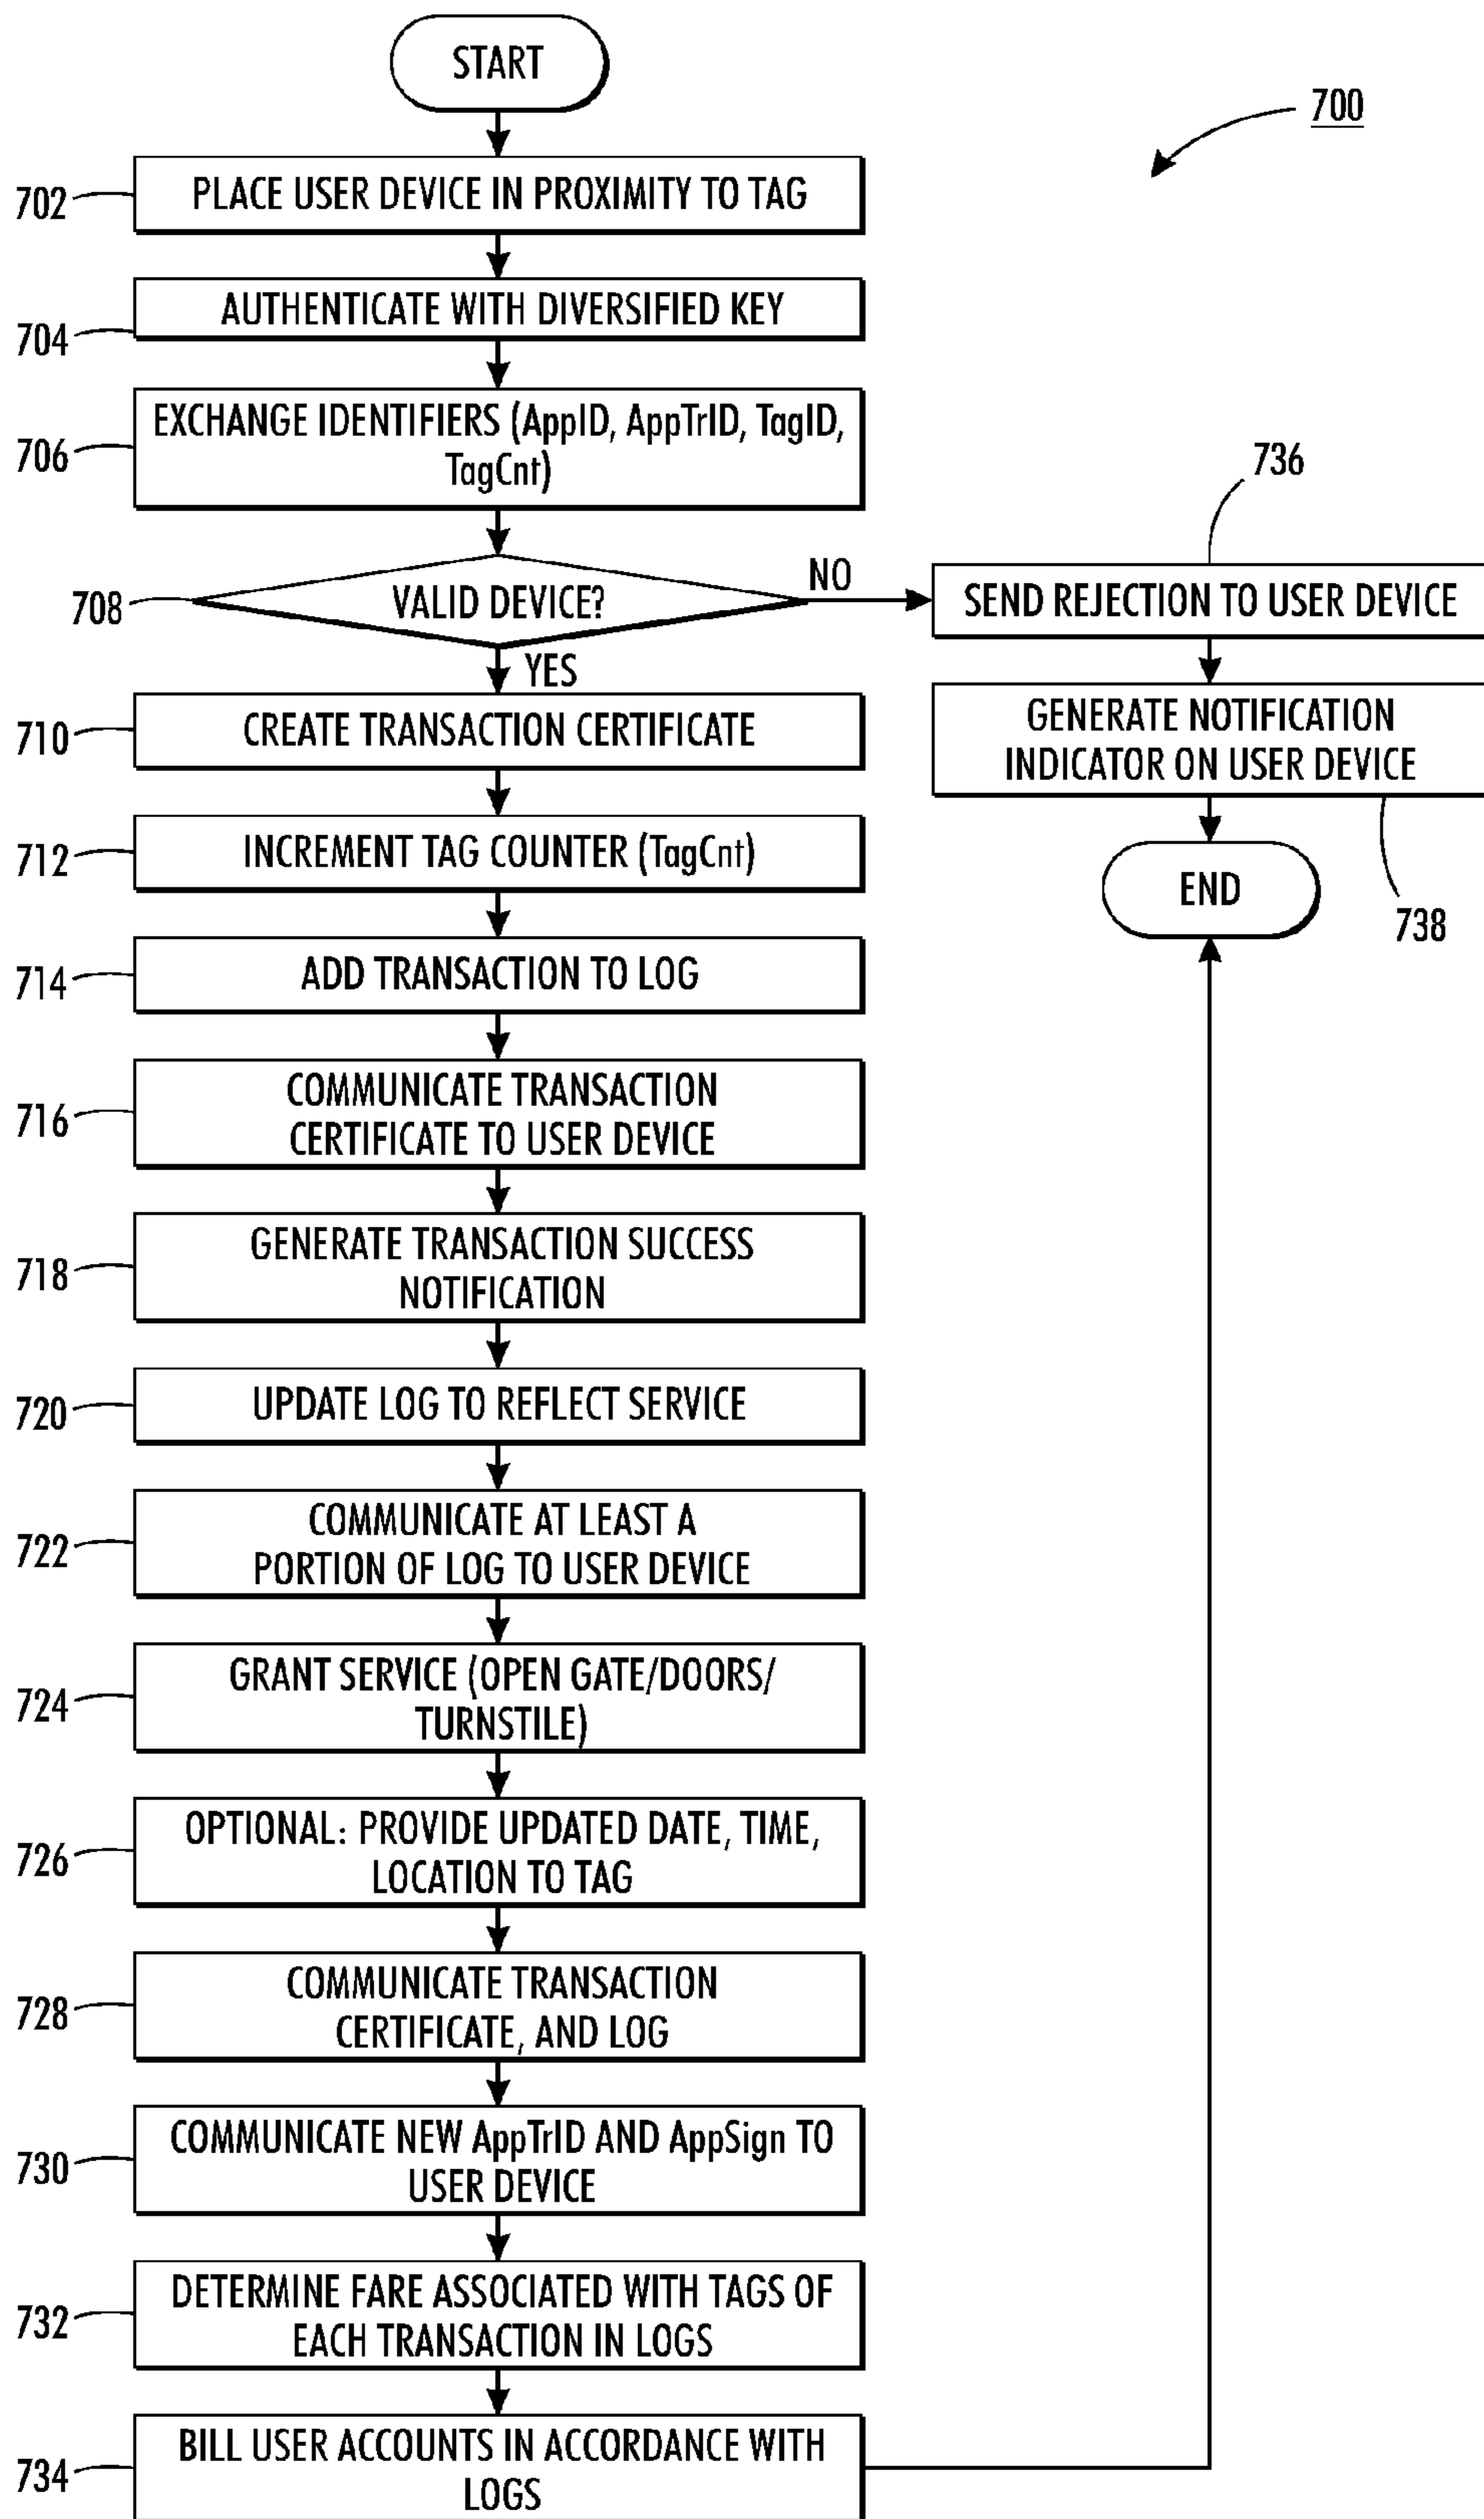 START
700
702
PLACE USER DEVICE IN PROXIMITY TO TAG
704
AUTHENTICATE WITH DIVERSIFIED KEY
706
EXCHANGE IDENTIFIERS (AppID, AppTrID, TagID,
TagCnt)
708
VALID DEVICE?
NO
YES
736
SEND REJECTION TO USER DEVICE
GENERATE NOTIFICATION
INDICATOR ON USER DEVICE
738
END
710
CREATE TRANSACTION CERTIFICATE
712
INCREMENT TAG COUNTER (TagCnt)
714
ADD TRANSACTION TO LOG
716
COMMUNICATE TRANSACTION
CERTIFICATE TO USER DEVICE
718
GENERATE TRANSACTION SUCCESS
NOTIFICATION
720
UPDATE LOG TO REFLECT SERVICE
722
COMMUNICATE AT LEAST A
PORTION OF LOG TO USER DEVICE
724
GRANT SERVICE (OPEN GATE/DOORS/
TURNSTILE)
726
OPTIONAL: PROVIDE UPDATED DATE, TIME,
LOCATION TO TAG
728
COMMUNICATE TRANSACTION
CERTIFICATE, AND LOG
730
COMMUNICATE NEW AppTrID AND AppSign TO
USER DEVICE
732
DETERMINE FARE ASSOCIATED WITH TAGS OF
EACH TRANSACTION IN LOGS
734
BILL USER ACCOUNTS IN ACCORDANCE WITH
LOGS